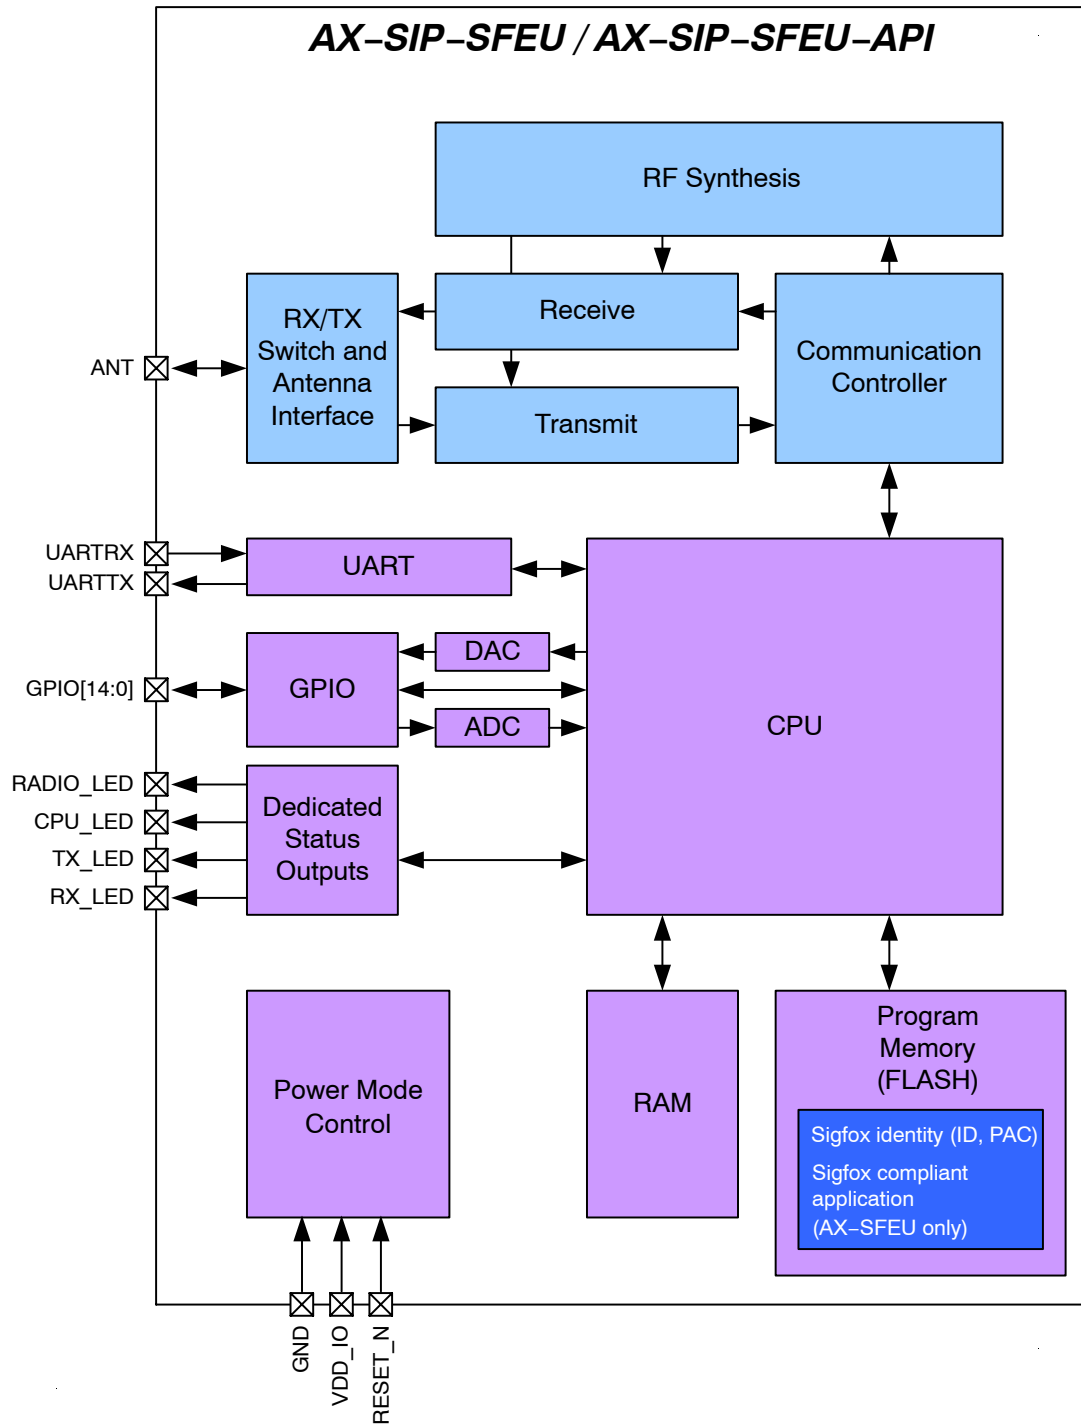 AX–SIP–SFEU / AX–SIP–SFEU–API
RF Synthesis
RX/TX
Switch and
Antenna
Interface
Receive
Transmit
Communication
Controller
ANT
UARTRX
UARTTX
UART
GPIO[14:0]
GPIO
DAC
ADC
CPU
RADIO_LED
CPU_LED
TX_LED
RX_LED
Dedicated
Status
Outputs
Power Mode
Control
RAM
Program
Memory
(FLASH)
Sigfox identity (ID, PAC)
Sigfox compliant
application
(AX–SFEU only)
GND
VDD_IO
RESET_N